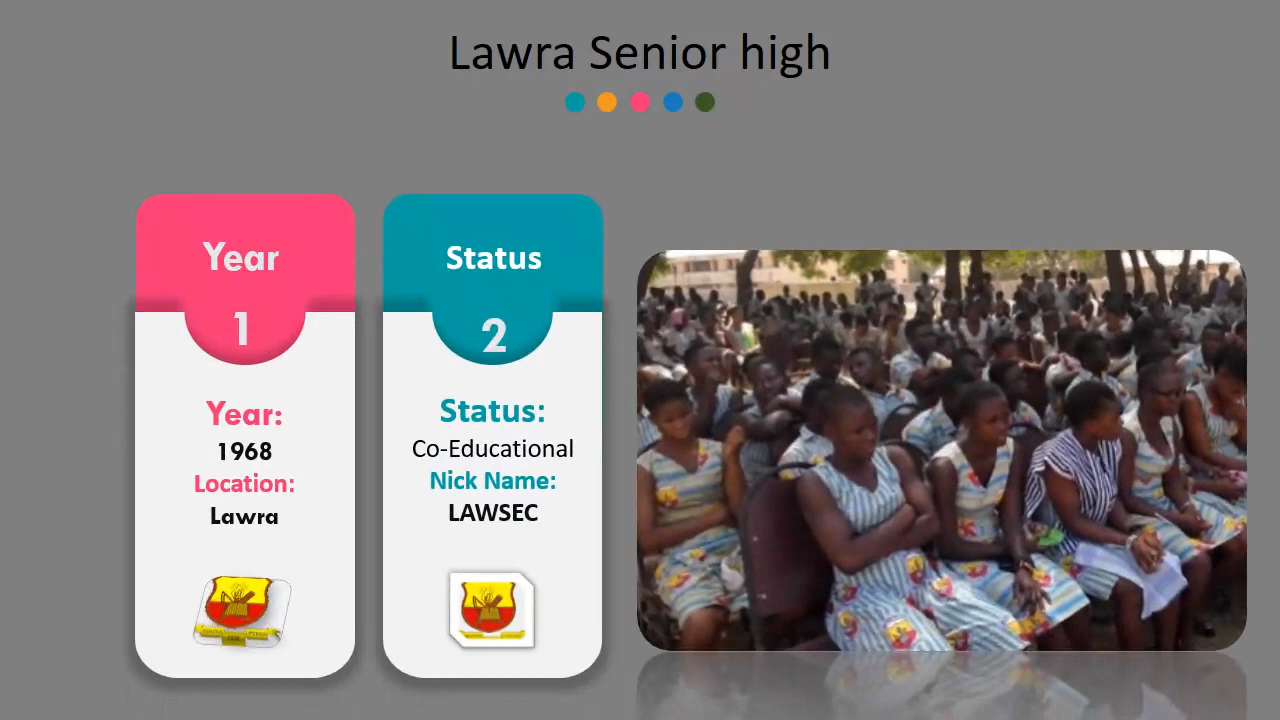 Lawra Senior high
Year
1
Year:
1968
Location:
Lawra
Status
2
Status:
Co-Educational
Nick Name:
LAWSEC